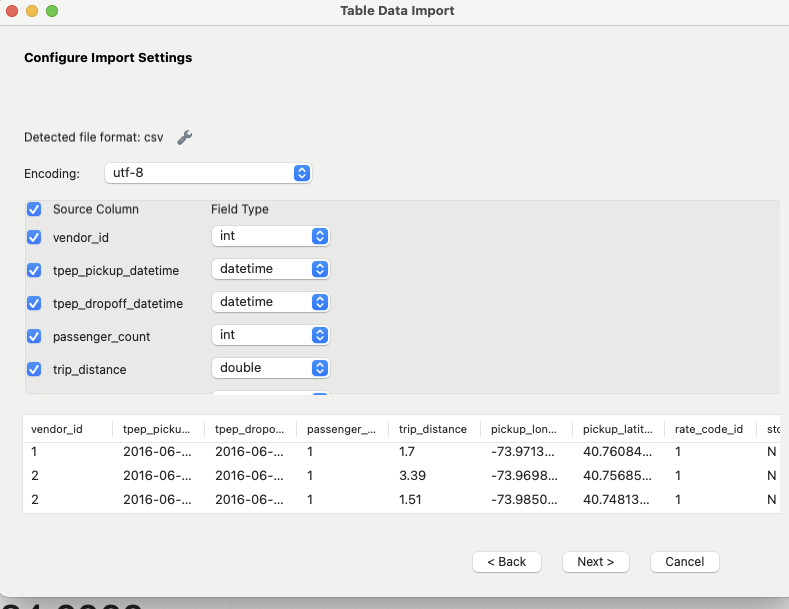 Table Data Import
Configure Import Settings
Detected file format: csv
Encoding: utf-8
Source Column Field Type
vendor_id int
tpep_pickup_datetime datetime
tpep_dropoff_datetime datetime
passenger_count int
trip_distance double
vendor_id tpep_picku... tpep_dropo... passenger_... trip_distance pickup_lon... pickup_latit... rate_code_id
1 2016-06-... 2016-06-... 1 1.7 -73.9713... 40.76084... 1 N
2 2016-06-... 2016-06-... 1 3.39 -73.9698... 40.75685... 1 N
2 2016-06-... 2016-06-... 1 1.51 -73.9850... 40.74813... 1 N
< Back Next > Cancel